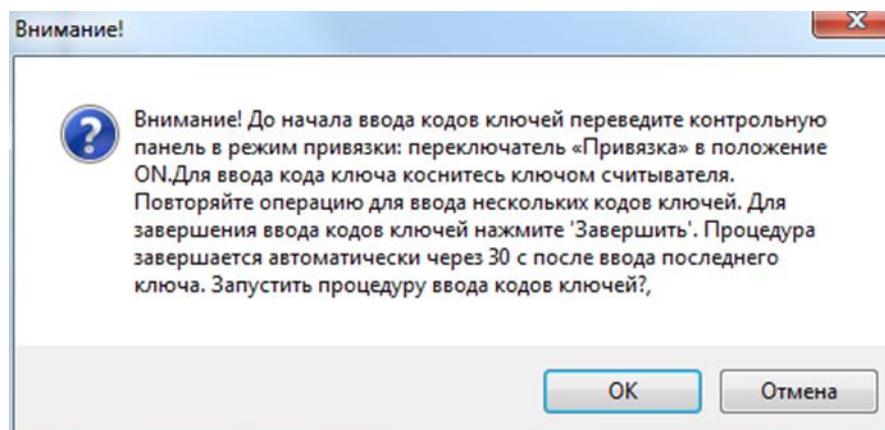 Внимание!
Внимание! До начала ввода кодов ключей переведите контрольную
панель в режим привязки: переключатель «Привязка» в положение
ON.Для ввода кода ключа коснитесь ключом считывателя.
Повторяйте операцию для ввода нескольких кодов ключей. Для
завершения ввода кодов ключей нажмите 'Завершить'. Процедура
завершается автоматически через 30 с после ввода последнего
ключа. Запустить процедуру ввода кодов ключей?,
ОК
Отмена